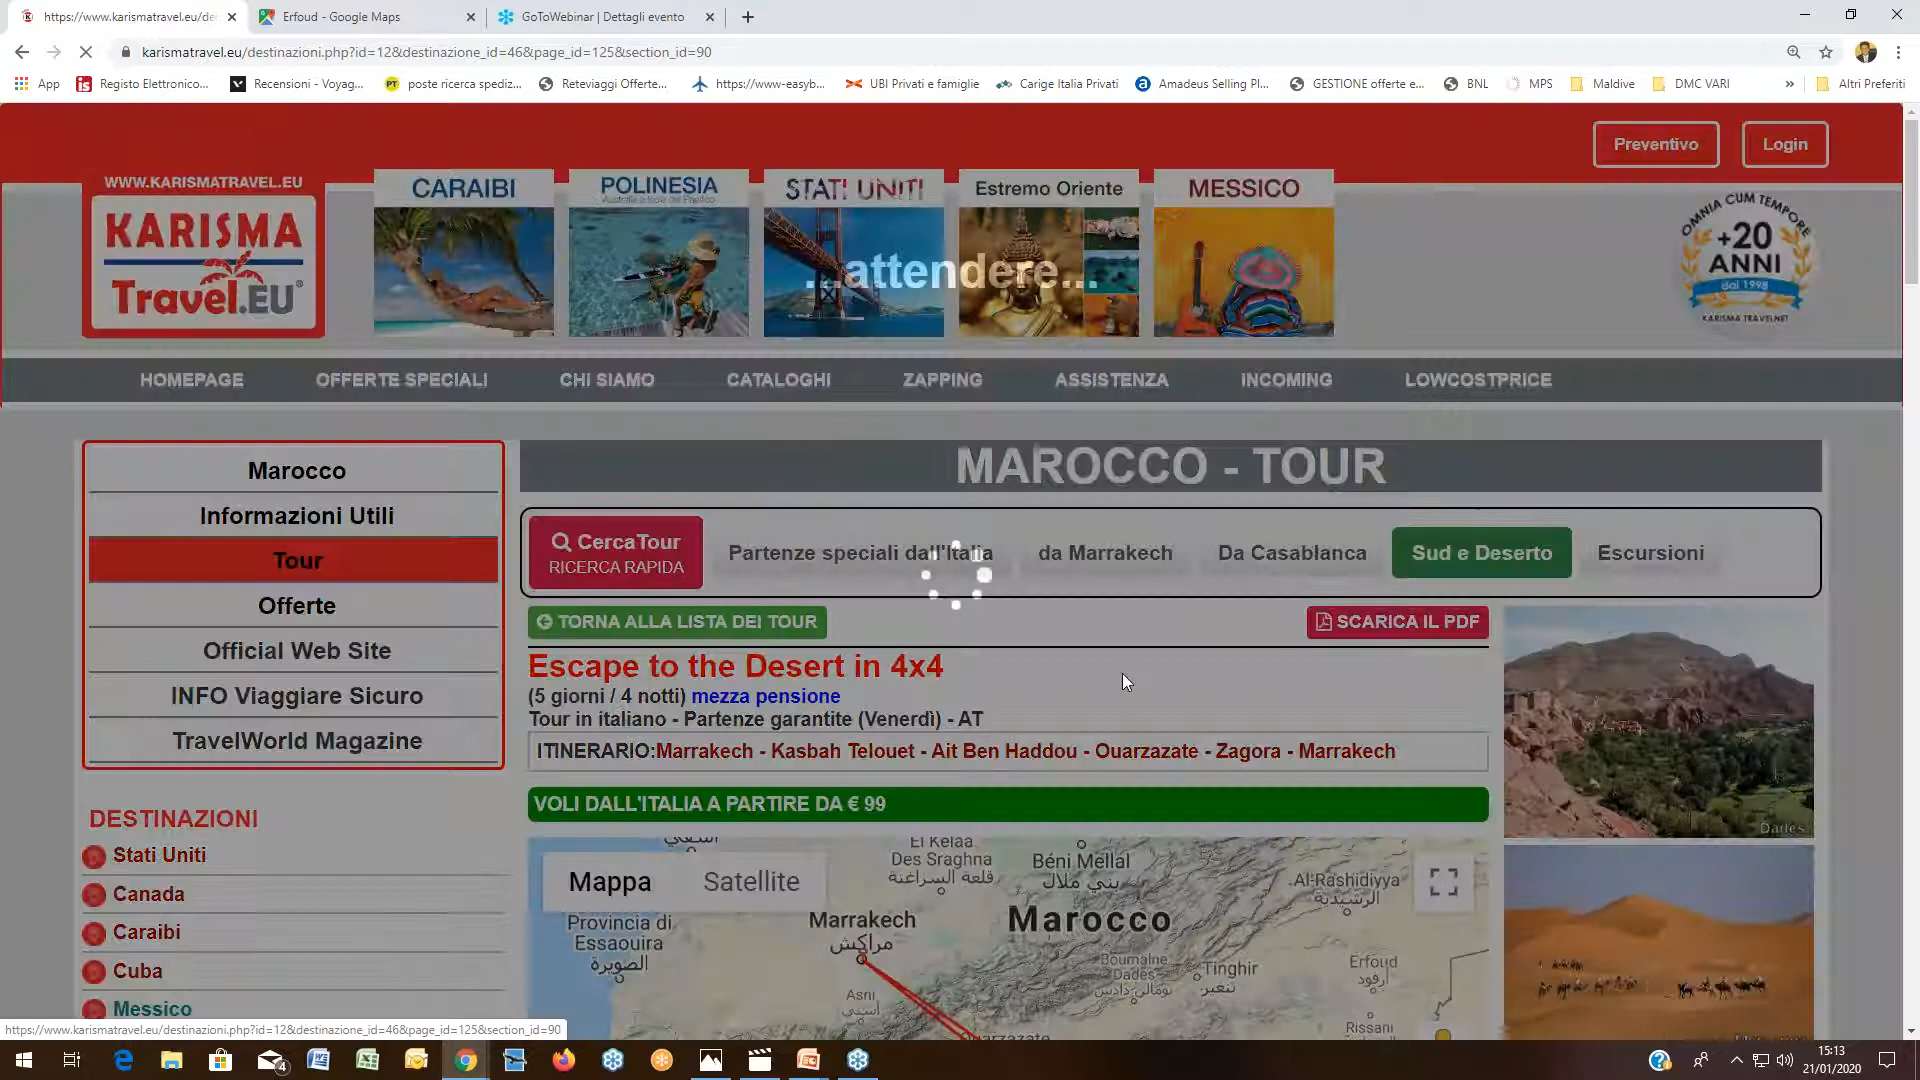 https://www.karismatravel.eu/de
Erfoud - Google Maps
GoToWebinar | Dettagli evento
karismatravel.eu/destinazioni.php?id=12&destinazione_id=46&page_id=125&section_id=90
App
Registo Elettronico...
Recensioni - Voyag...
poste ricerca spediz...
Reteviaggi Offerte...
https://www-easyb...
UBI Privati e famiglie
Carige Italia Privati
Amadeus Selling Pl...
GESTIONE offerte e...
BNL
MPS
Maldive
DMC VARI
»
Altri Preferiti
Preventivo
Login
WWW.KARISMATRAVEL.EU
KARISMA
Travel.EU®
CARAIBI
POLINESIA
STATI UNITI
Estremo Oriente
MESSICO
...attendere...
OMNIA CUM TEMPORE
+20
ANNI
dal 1998
KARISMA TRAVELNET
HOMEPAGE
OFFERTE SPECIALI
CHI SIAMO
CATALOGHI
ZAPPING
ASSISTENZA
INCOMING
LOWCOSTPRICE
Marocco
Informazioni Utili
Tour
Offerte
Official Web Site
INFO Viaggiare Sicuro
TravelWorld Magazine
DESTINAZIONI
Stati Uniti
Canada
Caraibi
Cuba
Messico
MAROCCO - TOUR
CercaTour
RICERCA RAPIDA
Partenze speciali dall'Italia
da Marrakech
Da Casablanca
Sud e Deserto
Escursioni
TORNA ALLA LISTA DEI TOUR
SCARICA IL PDF
Escape to the Desert in 4x4
(5 giorni / 4 notti) mezza pensione
Tour in italiano - Partenze garantite (Venerdì) - AT
ITINERARIO:Marrakech - Kasbah Telouet - Ait Ben Haddou - Ouarzazate - Zagora - Marrakech
VOLI DALL'ITALIA A PARTIRE DA € 99
Mappa
Satellite
El Kelaa
Des Sraghna
قلعة السراغنة
Béni Mellal
بني ملال
Al-Rashidiyya
الرشيدية
Provincia di
Essaouira
الصويرة
Marrakech
مراكش
Marocco
Boumalne
Dadès
بومالن دادس
Tinghir
تنغير
Erfoud
أرفود
Asni
أسني
Rissani
Dades
https://www.karismatravel.eu/destinazioni.php?id=12&destinazione_id=46&page_id=125&section_id=90
4
15:13
21/01/2020